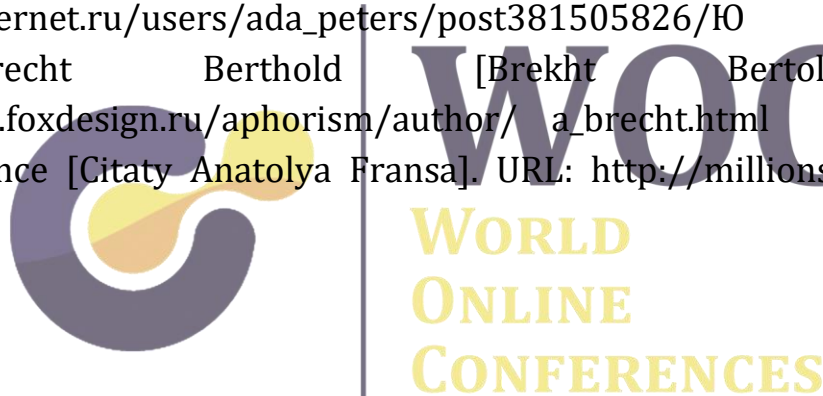 ernet.ru/users/ada_peters/post381505826/Ю
recht Berthold [Brekht Bertol
.foxdesign.ru/aphorism/author/ a_brecht.html
nce [Citaty Anatolya Fransa]. URL: http://millions
WOC
WORLD
ONLINE
CONFERENCES